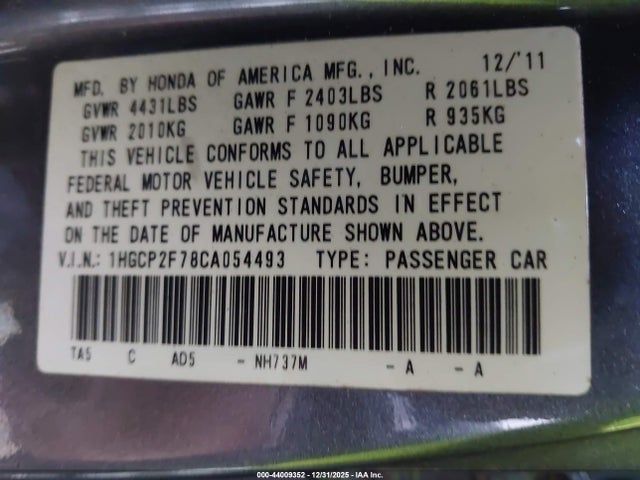 MFD. BY HONDA OF AMERICA MFG., INC. 12/'11
GVWR 4431LBS GAWR F 2403LBS R 2061LBS
GVWR 2010KG GAWR F 1090KG R 935KG
THIS VEHICLE CONFORMS TO ALL APPLICABLE
FEDERAL MOTOR VEHICLE SAFETY, BUMPER,
AND THEFT PREVENTION STANDARDS IN EFFECT
ON THE DATE OF MANUFACTURE SHOWN ABOVE.
V.I.N.: 1HGCP2F78CA054493 TYPE: PASSENGER CAR
TA5 C AD5 - NH737M - A - A
000-44009352 - 12/31/2025 - IAA Inc.